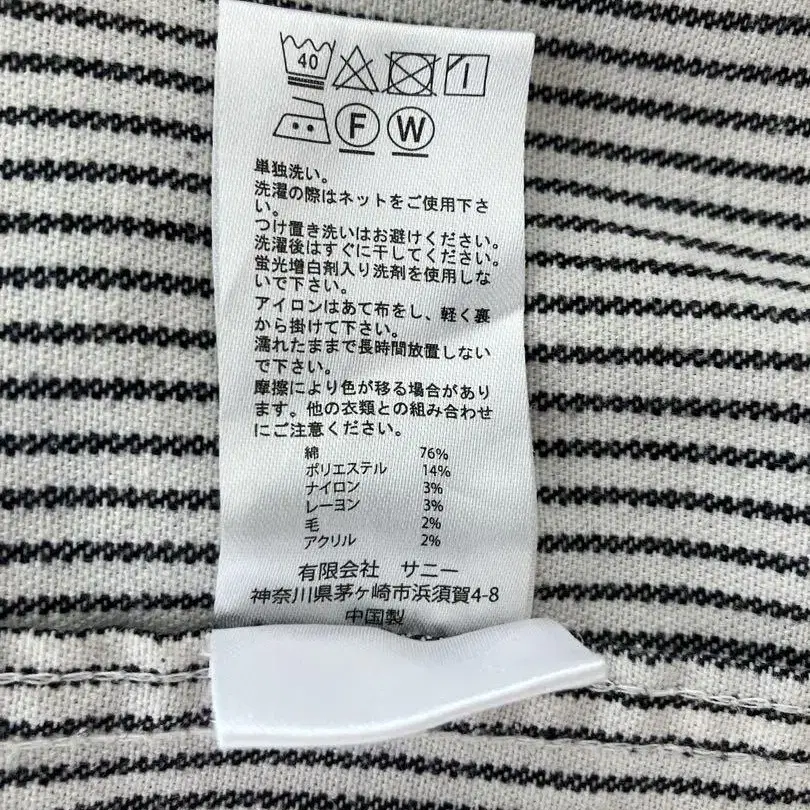 40
F W
単独洗い。
洗濯の際はネットをご使用下さ
い。
つけ置き洗いはお避けください。
洗濯後はすぐに干してください。
蛍光増白剤入り洗剤を使用しな
いで下さい。
アイロンはあて布をし、軽く裏
から掛けて下さい。
濡れたままで長時間放置しない
で下さい。
摩擦により色が移る場合があり
ます。他の衣類との組み合わせ
にご注意ください。
綿 76%
ポリエステル 14%
ナイロン 3%
レーヨン 3%
毛 2%
アクリル 2%
有限会社 サニー
神奈川県茅ヶ崎市浜須賀4-8
中国製